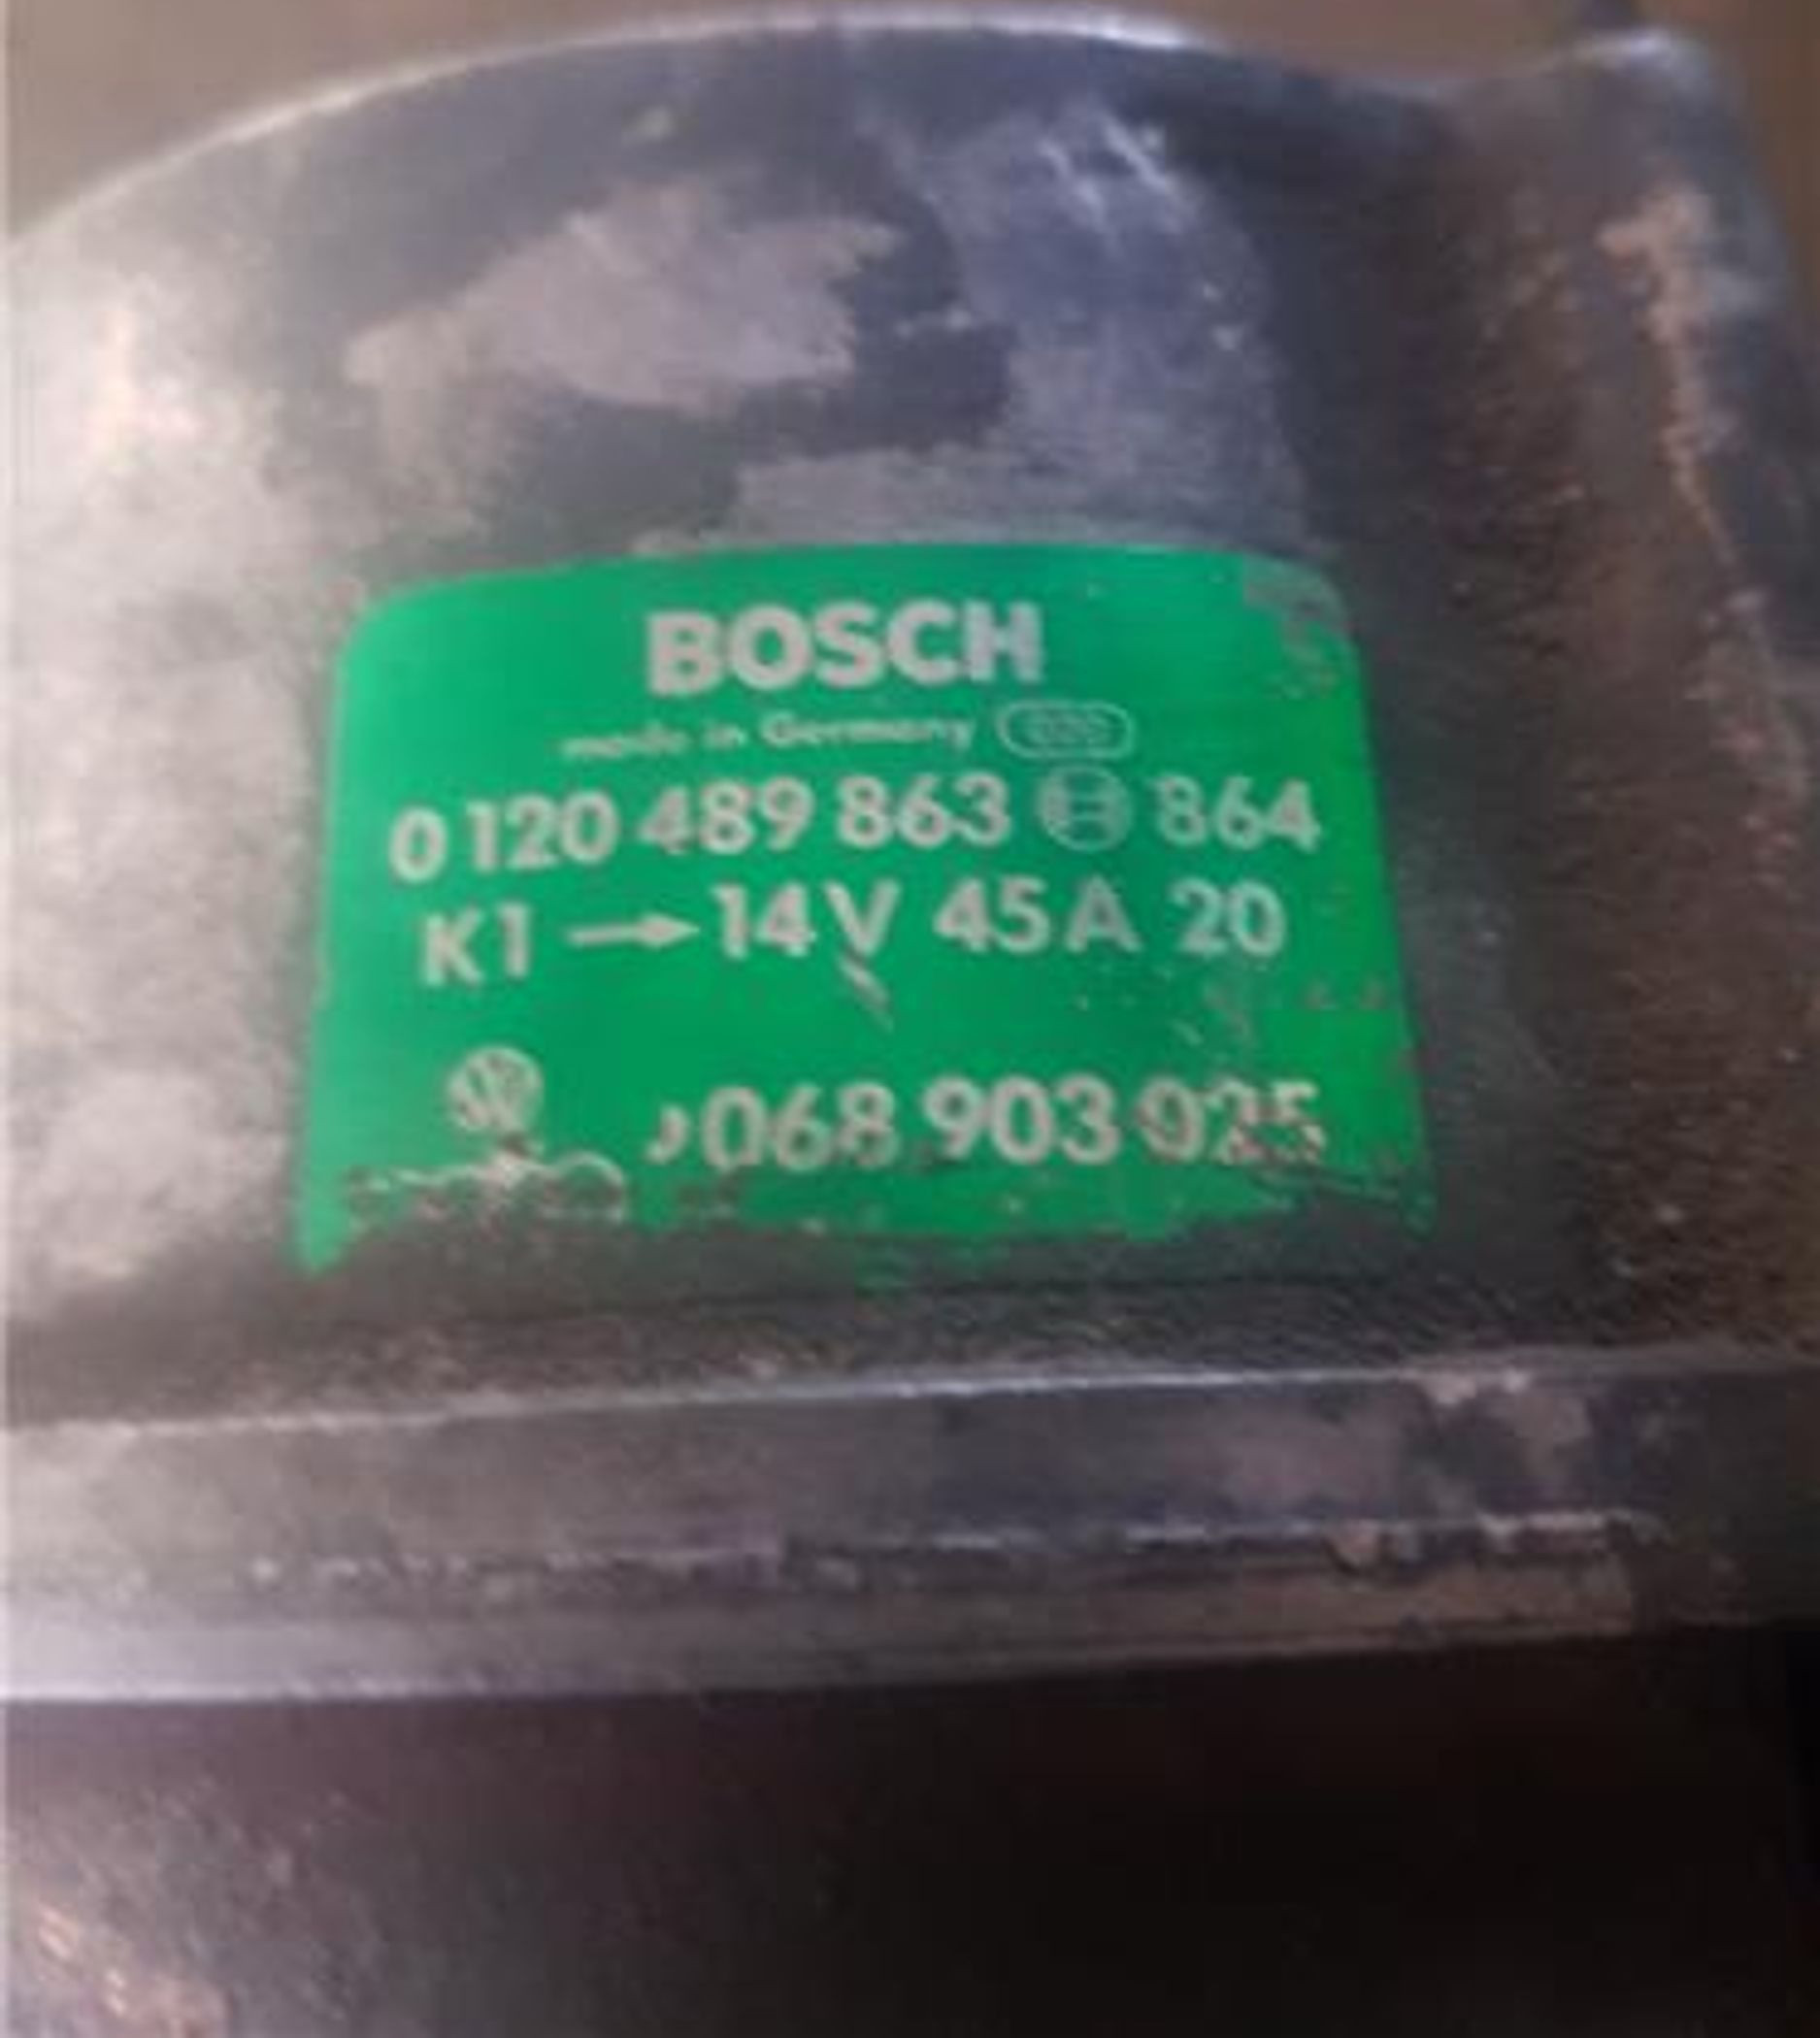 BOSCH
made in Germany
0 120 489 863 864
K1 → 14V 45A 20
068 903 025